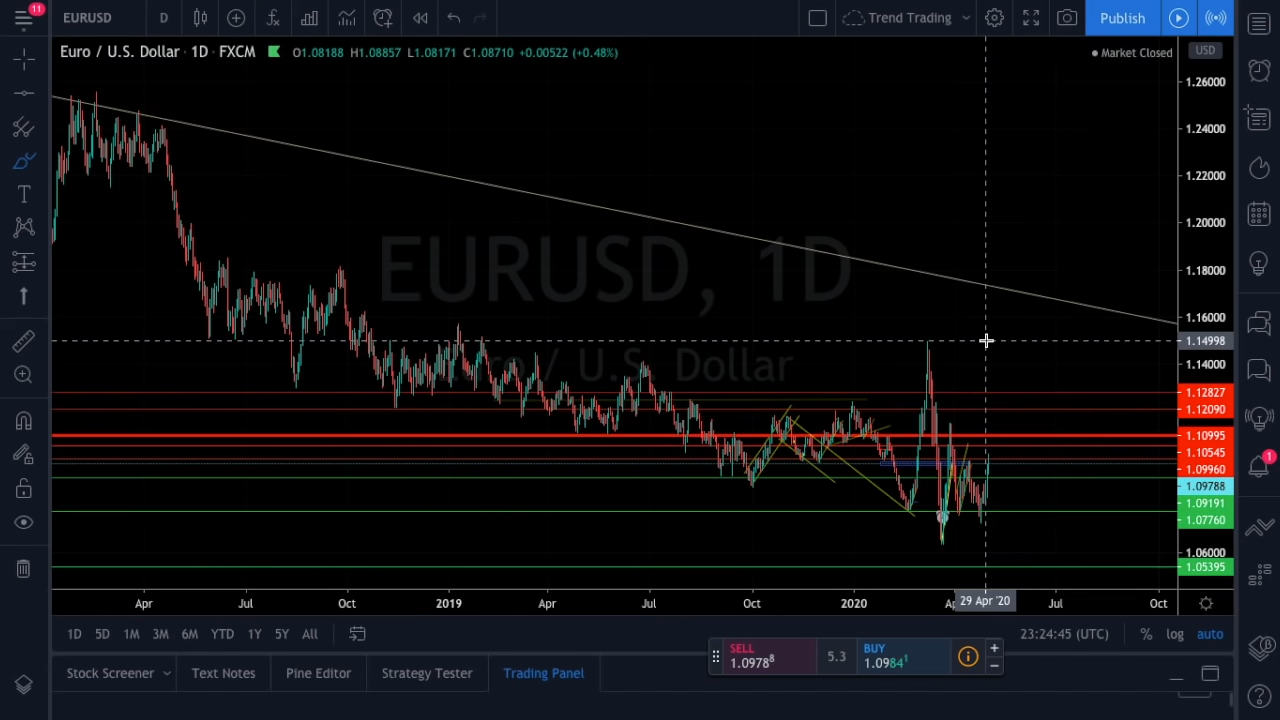 11
EURUSD
D
Trend Trading
Publish
Euro / U.S. Dollar · 1D · FXCM
O1.08188 H1.08857 L1.08171 C1.08710 +0.00522 (+0.48%)
Market Closed
USD
1.26000
1.24000
1.22000
1.20000
EURUSD, 1D
1.18000
1.16000
1.14998
Euro / U.S. Dollar
1.14000
1.12827
1.12090
1.10995
1.10545
1.09960
1
1.09788
1.09191
1.07760
1.06000
1.05395
Apr Jul Oct 2019 Apr Jul Oct 2020 29 Apr '20 Jul Oct
1D 5D 1M 3M 6M YTD 1Y 5Y All
23:24:45 (UTC) % log auto
SELL
1.09788
5.3
BUY
1.09841
Stock Screener Text Notes Pine Editor Strategy Tester Trading Panel